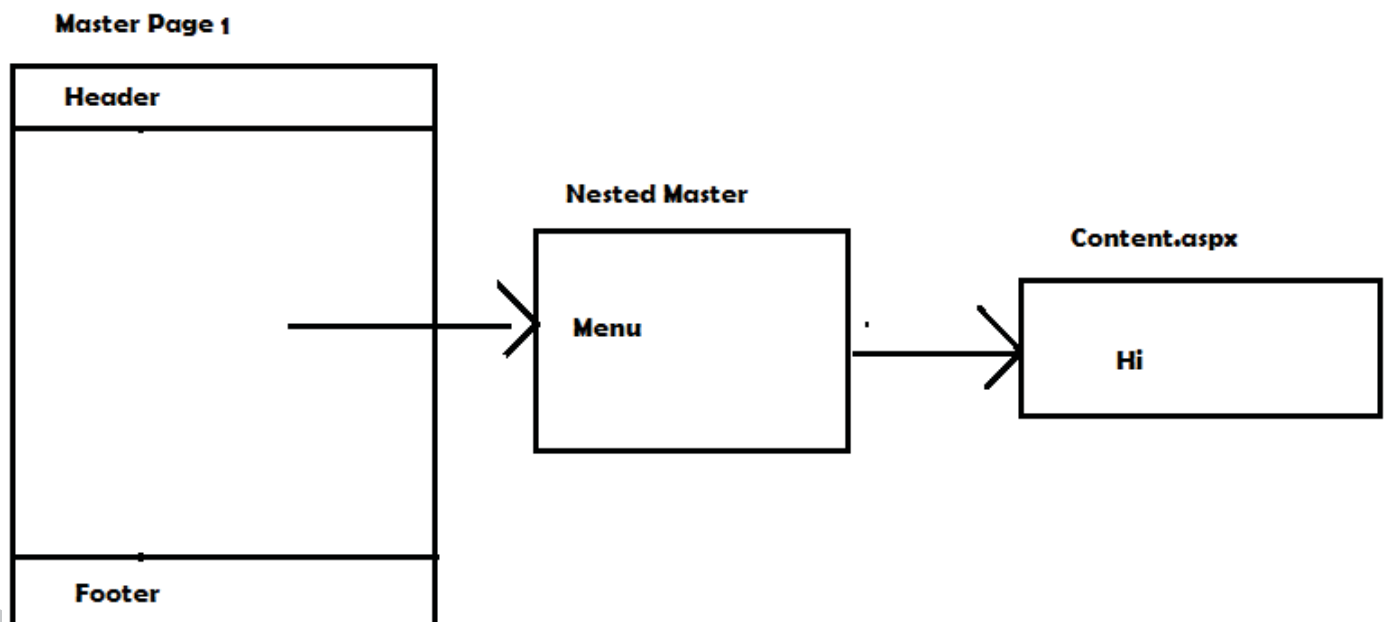 Master Page 1
Header
Nested Master
Content.aspx
Menu
Hi
Footer